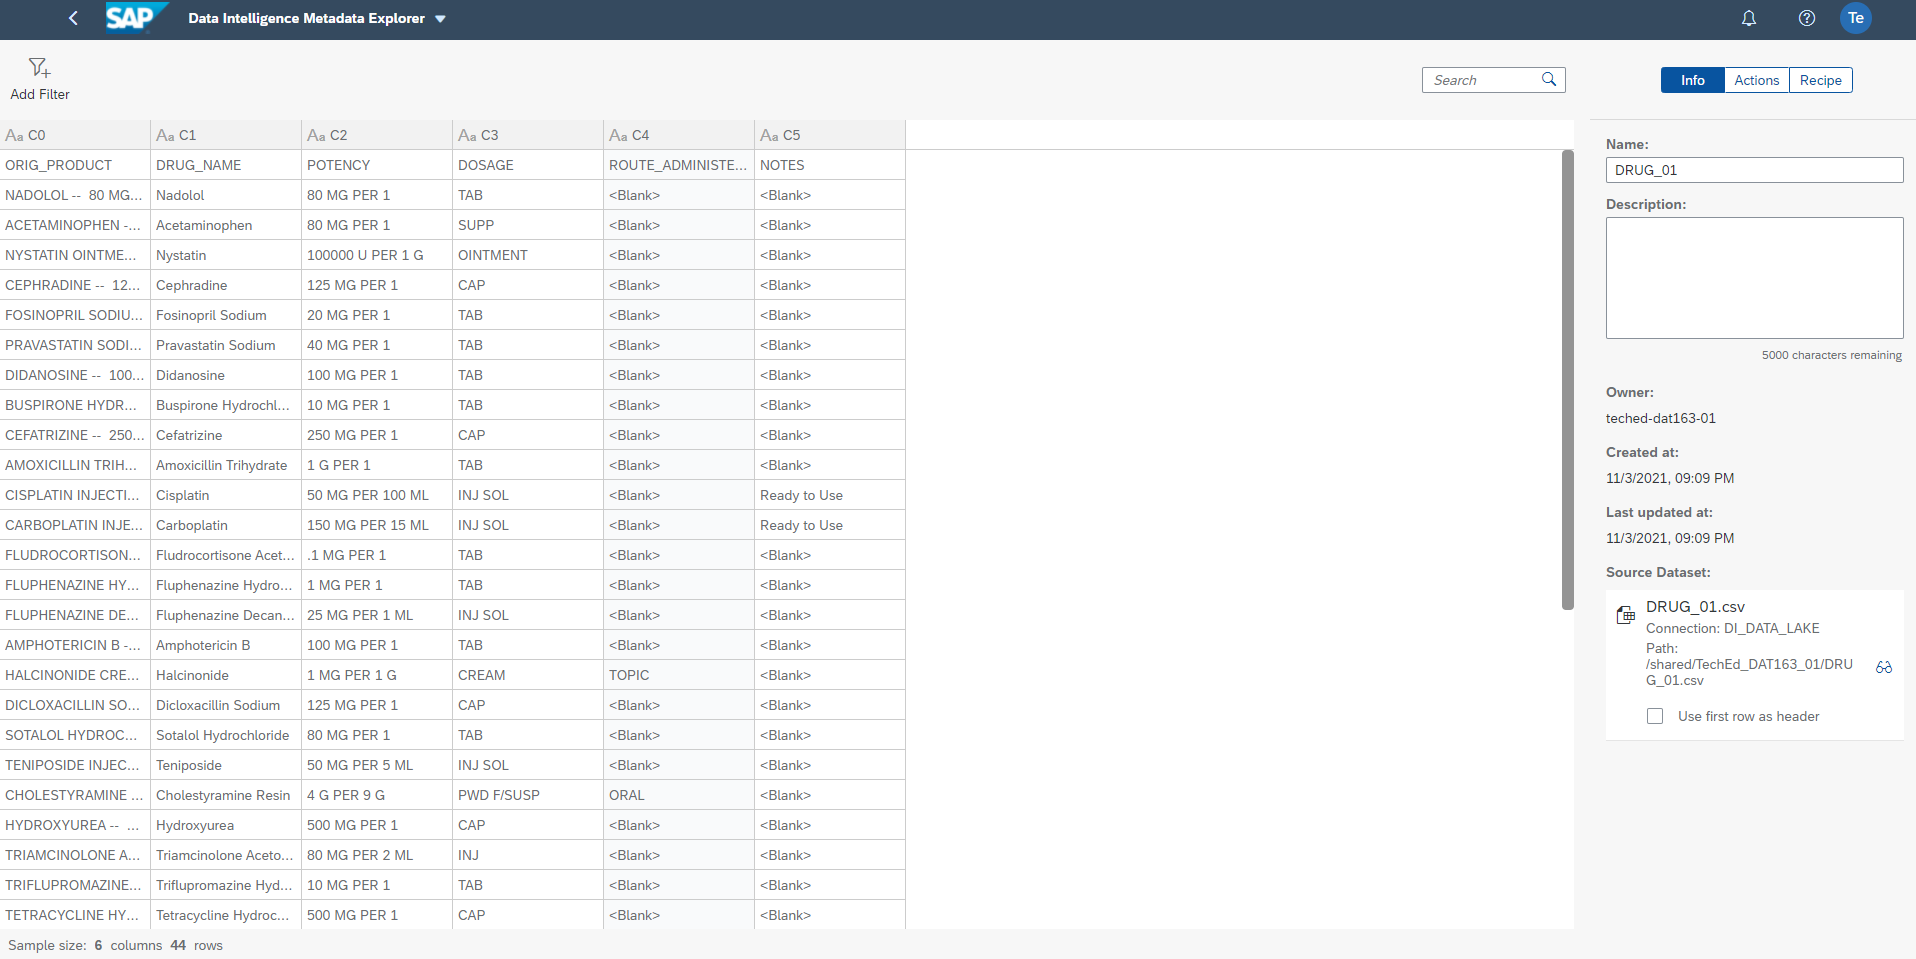 SAP Data Intelligence Metadata Explorer Te
Add Filter Search Info Actions Recipe
Aa C0 Aa C1 Aa C2 Aa C3 Aa C4 Aa C5
ORIG_PRODUCT DRUG_NAME POTENCY DOSAGE ROUTE_ADMINISTE... NOTES
NADOLOL -- 80 MG... Nadolol 80 MG PER 1 TAB <Blank> <Blank>
ACETAMINOPHEN -... Acetaminophen 80 MG PER 1 SUPP <Blank> <Blank>
NYSTATIN OINTME... Nystatin 100000 U PER 1 G OINTMENT <Blank> <Blank>
CEPHRADINE -- 12... Cephradine 125 MG PER 1 CAP <Blank> <Blank>
FOSINOPRIL SODIU... Fosinopril Sodium 20 MG PER 1 TAB <Blank> <Blank>
PRAVASTATIN SODI... Pravastatin Sodium 40 MG PER 1 TAB <Blank> <Blank>
DIDANOSINE -- 100... Didanosine 100 MG PER 1 TAB <Blank> <Blank>
BUSPIRONE HYDR... Buspirone Hydrochl... 10 MG PER 1 TAB <Blank> <Blank>
CEFATRIZINE -- 250... Cefatrizine 250 MG PER 1 CAP <Blank> <Blank>
AMOXICILLIN TRIH... Amoxicillin Trihydrate 1 G PER 1 TAB <Blank> <Blank>
CISPLATIN INJECTI... Cisplatin 50 MG PER 100 ML INJ SOL <Blank> Ready to Use
CARBOPLATIN INJE... Carboplatin 150 MG PER 15 ML INJ SOL <Blank> Ready to Use
FLUDROCORTISON... Fludrocortisone Acet... .1 MG PER 1 TAB <Blank> <Blank>
FLUPHENAZINE HY... Fluphenazine Hydro... 1 MG PER 1 TAB <Blank> <Blank>
FLUPHENAZINE DE... Fluphenazine Decan... 25 MG PER 1 ML INJ SOL <Blank> <Blank>
AMPHOTERICIN B -... Amphotericin B 100 MG PER 1 TAB <Blank> <Blank>
HALCINONIDE CRE... Halcinonide 1 MG PER 1 G CREAM TOPIC <Blank>
DICLOXACILLIN SO... Dicloxacillin Sodium 125 MG PER 1 CAP <Blank> <Blank>
SOTALOL HYDROC... Sotalol Hydrochloride 80 MG PER 1 TAB <Blank> <Blank>
TENIPOSIDE INJEC... Teniposide 50 MG PER 5 ML INJ SOL <Blank> <Blank>
CHOLESTYRAMINE ... Cholestyramine Resin 4 G PER 9 G PWD F/SUSP ORAL <Blank>
HYDROXYUREA -- ... Hydroxyurea 500 MG PER 1 CAP <Blank> <Blank>
TRIAMCINOLONE A... Triamcinolone Aceto... 80 MG PER 2 ML INJ <Blank> <Blank>
TRIFLUPROMAZINE... Triflupromazine Hyd... 10 MG PER 1 TAB <Blank> <Blank>
TETRACYCLINE HY... Tetracycline Hydroc... 500 MG PER 1 CAP <Blank> <Blank>
Sample size: 6 columns 44 rows
Name:
DRUG_01
Description:
5000 characters remaining
Owner:
teched-dat163-01
Created at:
11/3/2021, 09:09 PM
Last updated at:
11/3/2021, 09:09 PM
Source Dataset:
DRUG_01.csv
Connection: DI_DATA_LAKE
Path:
/shared/TechEd_DAT163_01/DRU
G_01.csv
Use first row as header